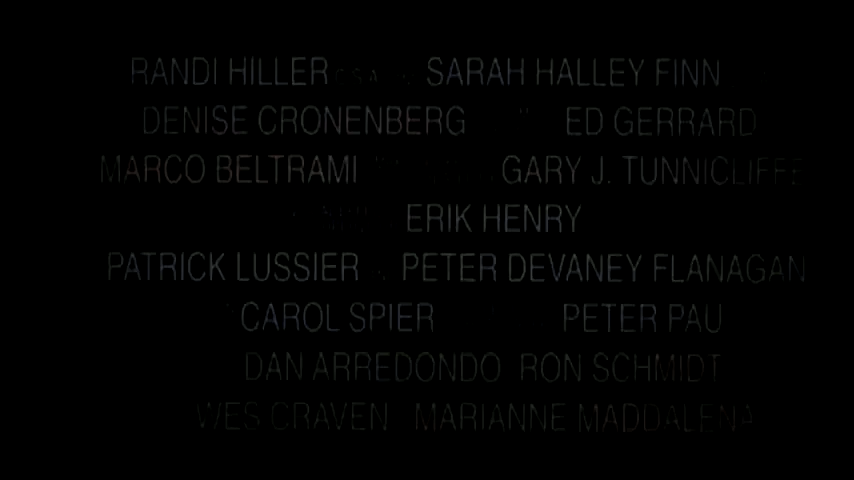 RANDI HILLER C.S.A. SARAH HALLEY FINN
DENISE CRONENBERG ED GERRARD
MARCO BELTRAMI GARY J. TUNNICLIFFE
ERIK HENRY
PATRICK LUSSIER PETER DEVANEY FLANAGAN
CAROL SPIER PETER PAU
DAN ARREDONDO RON SCHMIDT
WES CRAVEN MARIANNE MADDALENA